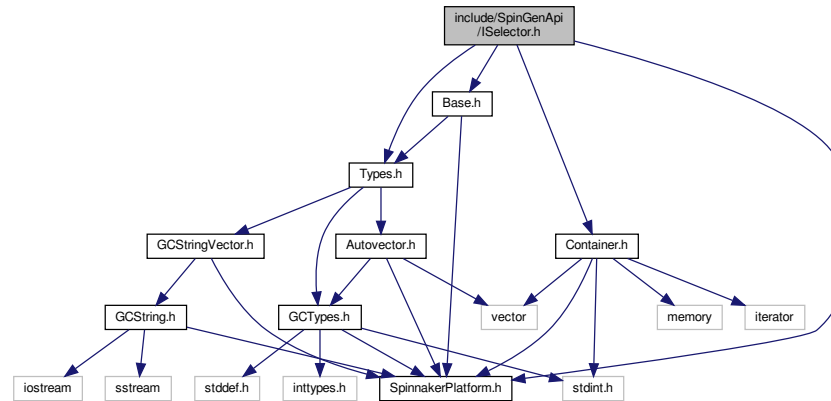 include/SpinGenApi
/ISelector.h
Base.h
Types.h
GCStringVector.h
Autovector.h
Container.h
GCString.h
GCTypes.h
vector
memory
iterator
iostream
sstream
stddef.h
inttypes.h
SpinnakerPlatform.h
stdint.h